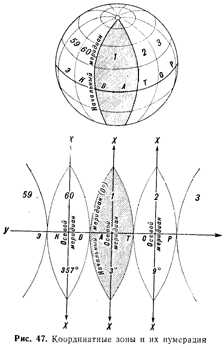 59 60 1 2 3
Э К В А Т О Р
Начальный меридиан
X X X
59 60 1 2 3
Осевой меридиан
Начальный меридиан (0°)
Осевой меридиан
Осевой меридиан
У Э К В А Т О Р У
357° 3° 9°
X X X
Рис. 47. Координатные зоны и их нумерация